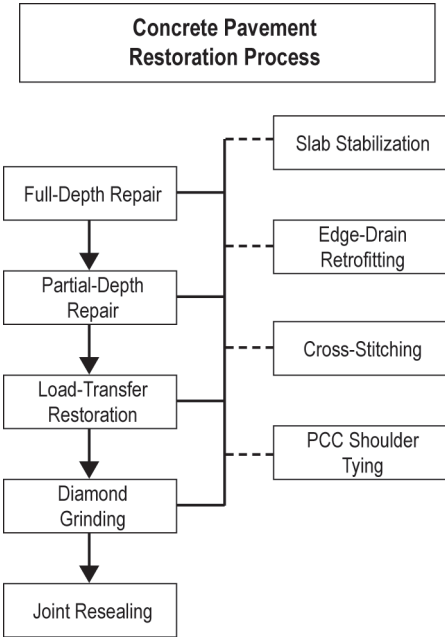 Concrete Pavement
Restoration Process
Slab Stabilization
Full-Depth Repair
Edge-Drain
Retrofitting
Partial-Depth
Repair
Cross-Stitching
Load-Transfer
Restoration
PCC Shoulder
Tying
Diamond
Grinding
Joint Resealing